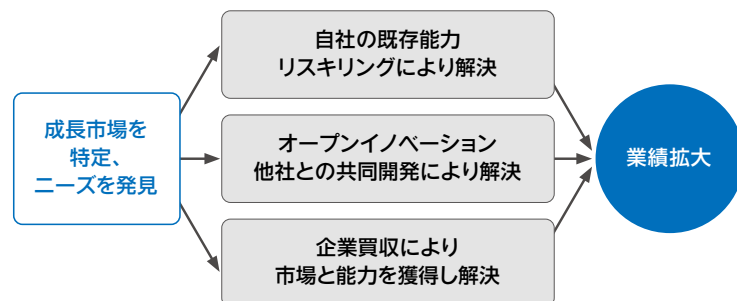 成長市場を
特定、
ニーズを発見
自社の既存能力
リスキリングにより解決
オープンイノベーション
他社との共同開発により解決
企業買収により
市場と能力を獲得し解決
業績拡大